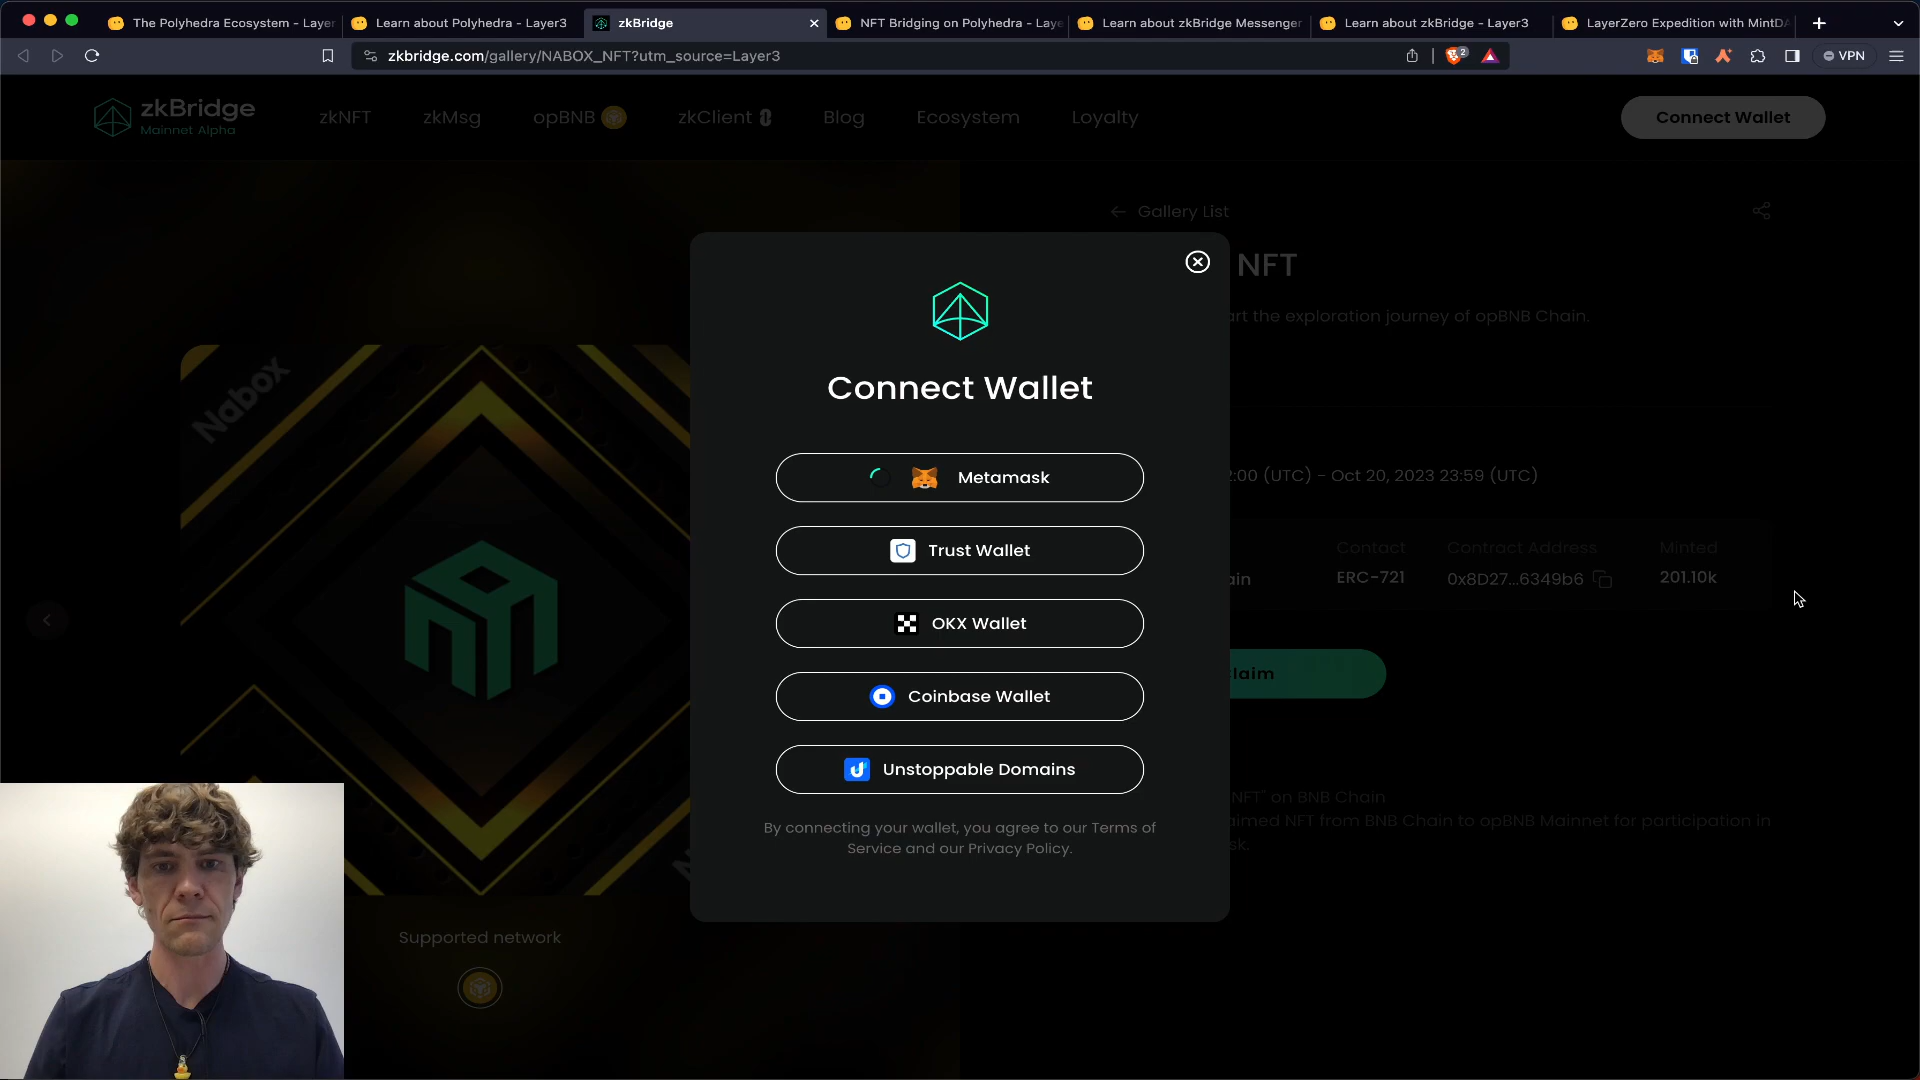 The Polyhedra Ecosystem - Layer
Learn about Polyhedra - Layer3
zkBridge
NFT Bridging on Polyhedra - Laye
Learn about zkBridge Messenger
Learn about zkBridge - Layer3
LayerZero Expedition with MintDA
zkbridge.com/gallery/NABOX_NFT?utm_source=Layer3
2
VPN
zkBridge
Mainnet Alpha
zkNFT
zkMsg
opBNB
zkClient
Blog
Ecosystem
Loyalty
Connect Wallet
Gallery List
NFT
art the exploration journey of opBNB Chain.
Nabox
Connect Wallet
Metamask
Trust Wallet
OKX Wallet
Coinbase Wallet
Unstoppable Domains
By connecting your wallet, you agree to our Terms of
Service and our Privacy Policy.
2:00 (UTC) - Oct 20, 2023 23:59 (UTC)
Contact
Contract Address
Minted
ain
ERC-721
0x8D27...6349b6
201.10k
laim
NFT' on BNB Chain
aimed NFT from BNB Chain to opBNB Mainnet for participation in
sk.
Supported network